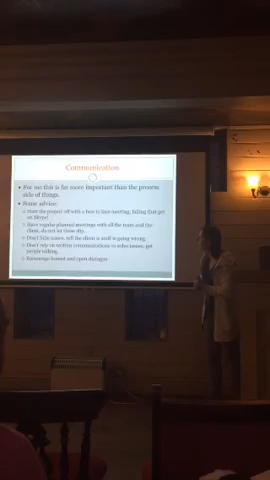 Communication
• For me this is far more important than the process
side of things.
• Some advice:
Start the project off with a face to face meeting, failing that get
on Skype!
Have regular planned meetings with all the team and the
client, do not let these slip.
Don't hide issues, tell the client if stuff is going wrong.
Don't rely on written communications to solve issues, get
people talking.
Encourage honest and open dialogue